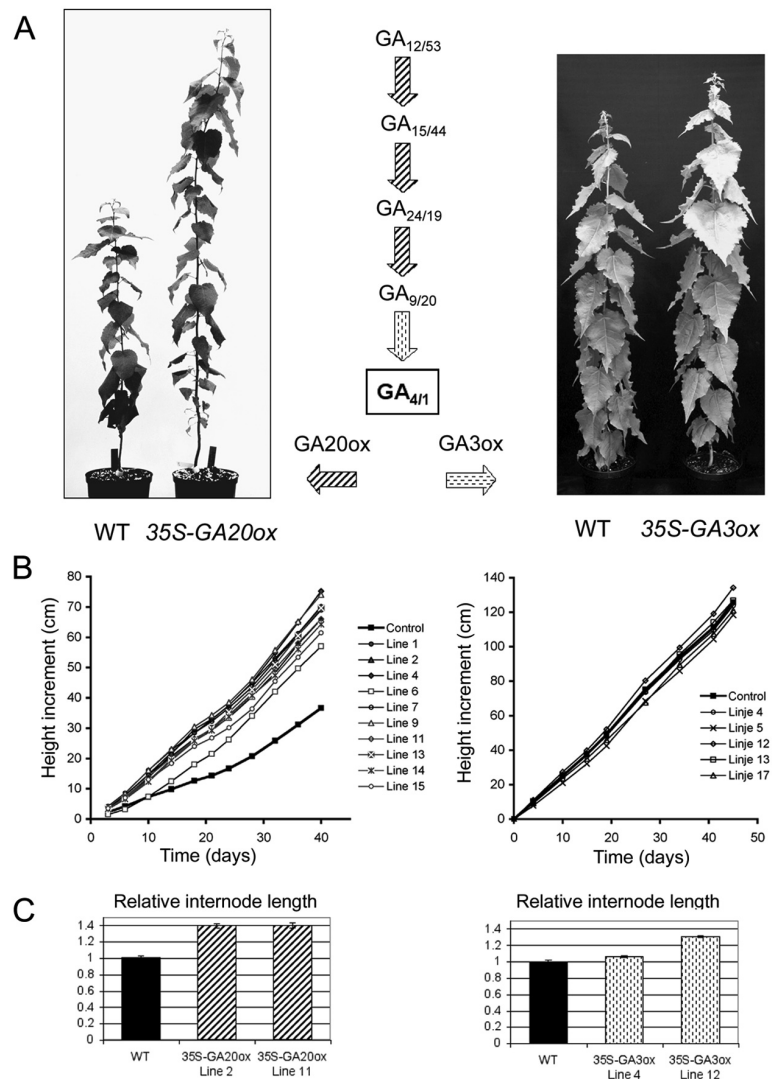 A
GA12/53
GA15/44
GA24/19
GA9/20
GA4/1
GA20ox
GA3ox
WT 35S-GA20ox
WT 35S-GA3ox
B
Height increment (cm)
80
70
60
50
40
30
20
10
0
0 10 20 30 40
Time (days)
Control
Line 1
Line 2
Line 4
Line 6
Line 7
Line 9
Line 11
Line 13
Line 14
Line 15
Height increment (cm)
140
120
100
80
60
40
20
0
0 10 20 30 40 50
Time (days)
Control
Linje 4
Linje 5
Linje 12
Linje 13
Linje 17
C
Relative internode length
1.4
1.2
1
0.8
0.6
0.4
0.2
0
WT
35S-GA20ox
Line 2
35S-GA20ox
Line 11
Relative internode length
1.4
1.2
1
0.8
0.6
0.4
0.2
0
WT
35S-GA3ox
Line 4
35S-GA3ox
Line 12